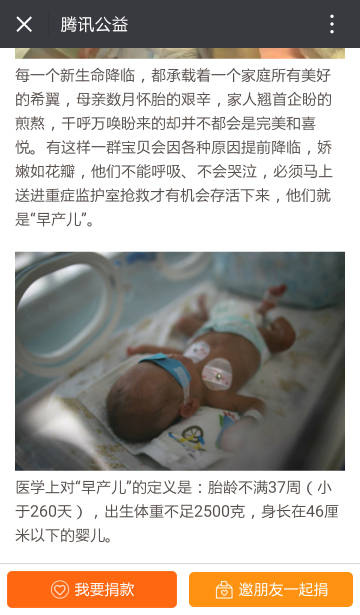 腾讯公益
每一个新生命降临，都承载着一个家庭所有美好
的希翼，母亲数月怀胎的艰辛，家人翘首企盼的
煎熬，千呼万唤盼来的却并不都会是完美和喜
悦。有这样一群宝贝会因各种原因提前降临，娇
嫩如花瓣，他们不能呼吸、不会哭泣，必须马上
送进重症监护室抢救才有机会存活下来，他们就
是“早产儿”。
医学上对“早产儿”的定义是：胎龄不满37周（小
于260天），出生体重不足2500克，身长在46厘
米以下的婴儿。
我要捐款
邀朋友一起捐